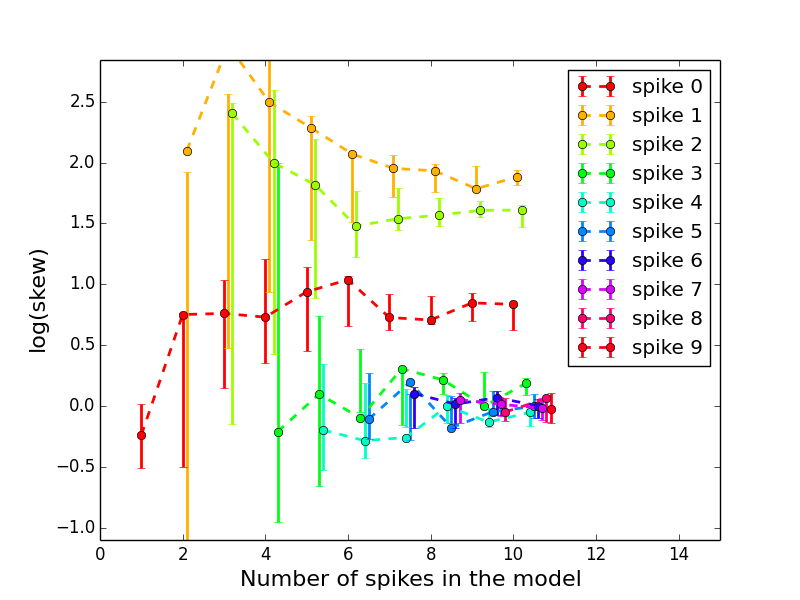 2.5
2.0
1.5
1.0
0.5
0.0
−0.5
−1.0
log(skew)
spike 0
spike 1
spike 2
spike 3
spike 4
spike 5
spike 6
spike 7
spike 8
spike 9
0 2 4 6 8 10 12 14
Number of spikes in the model